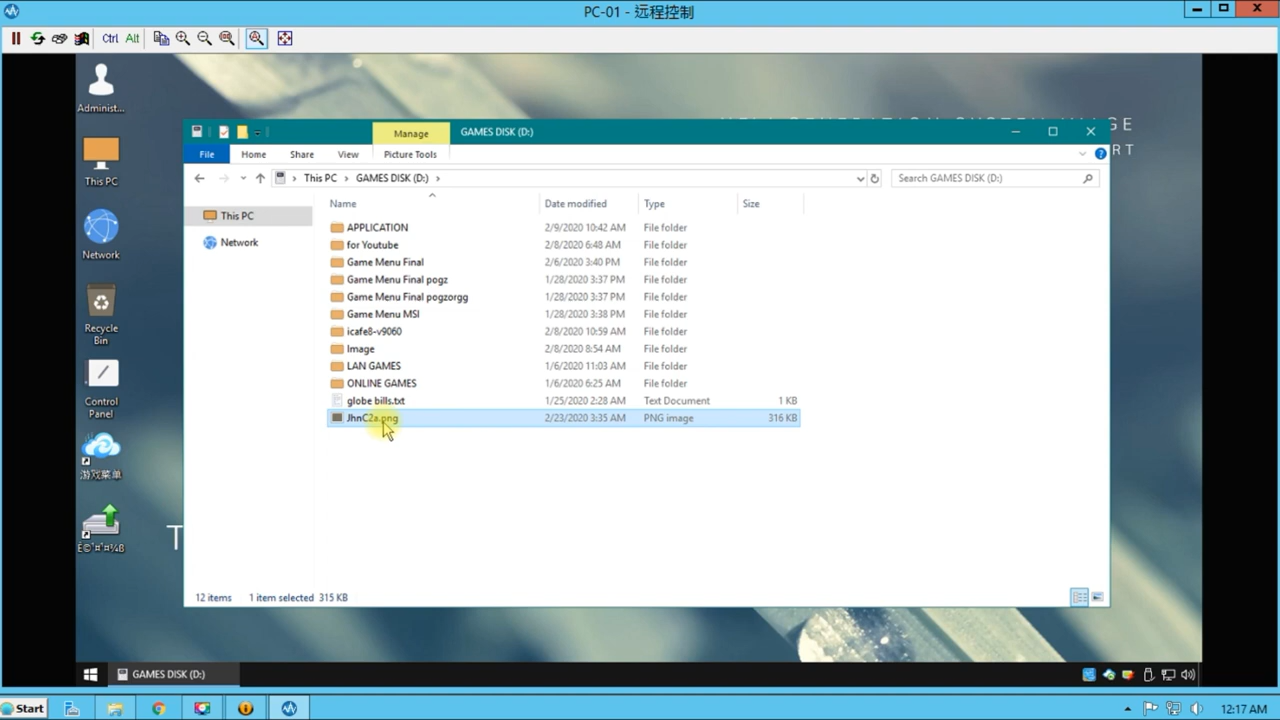 PC-01 - 远程控制
Ctrl Alt
Administ...
This PC
Network
Recycle
Bin
Control
Panel
游戏菜单
Manage
GAMES DISK (D:)
File Home Share View Picture Tools
This PC GAMES DISK (D:)
Search GAMES DISK (D:)
This PC
Network
Name Date modified Type Size
APPLICATION 2/9/2020 10:42 AM File folder
for Youtube 2/8/2020 6:48 AM File folder
Game Menu Final 2/6/2020 3:40 PM File folder
Game Menu Final pogz 1/28/2020 3:37 PM File folder
Game Menu Final pogzorgg 1/28/2020 3:37 PM File folder
Game Menu MSI 1/28/2020 3:38 PM File folder
icafe8-v9060 2/8/2020 10:59 AM File folder
Image 2/8/2020 8:54 AM File folder
LAN GAMES 1/6/2020 11:03 AM File folder
ONLINE GAMES 1/6/2020 6:25 AM File folder
globe bills.txt 1/25/2020 2:28 AM Text Document 1 KB
JhnC2a.png 2/23/2020 3:35 AM PNG image 316 KB
12 items 1 item selected 315 KB
T
GAMES DISK (D:)
Start
12:17 AM